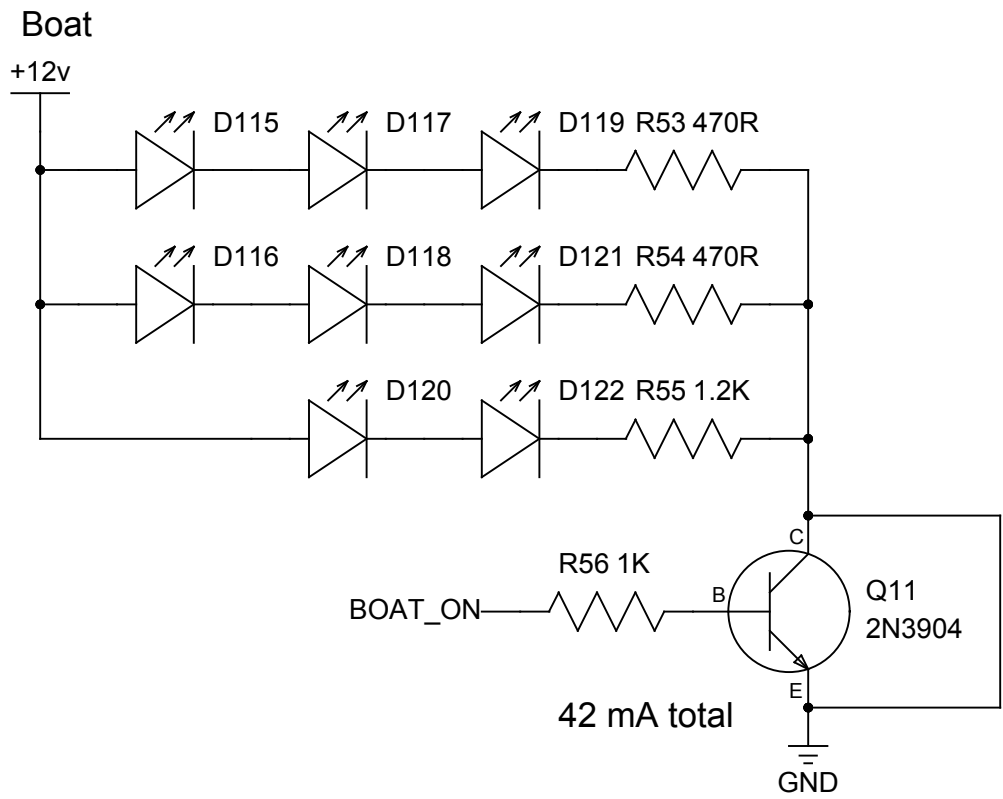 Boat
+12v
D115 D117 D119 R53 470R
D116 D118 D121 R54 470R
D120 D122 R55 1.2K
C
R56 1K
B
Q11
BOAT_ON
2N3904
E
42 mA total
GND